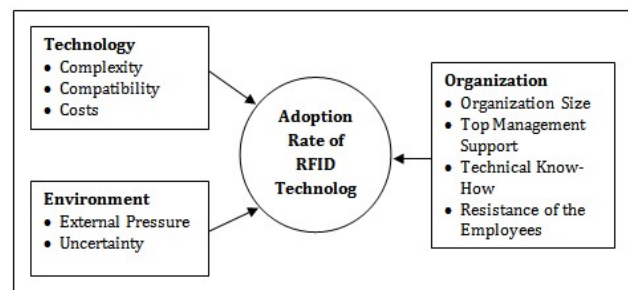 Technology
• Complexity
• Compatibility
• Costs
Environment
• External Pressure
• Uncertainty
Adoption
Rate of
RFID
Technolog
Organization
• Organization Size
• Top Management
Support
• Technical Know-
How
• Resistance of the
Employees